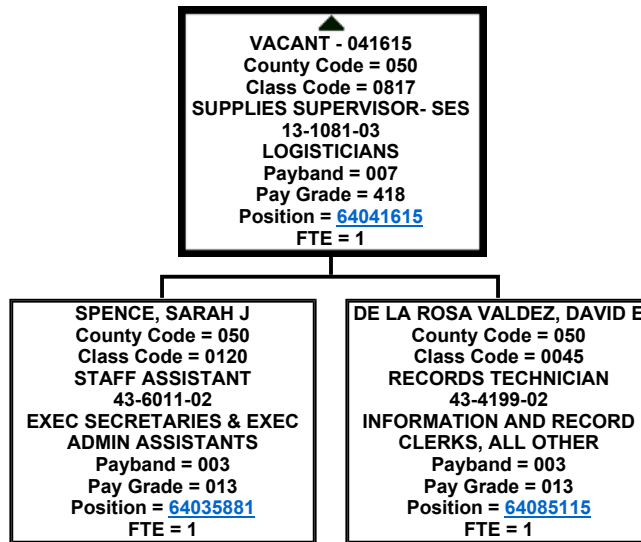 VACANT - 041615
County Code = 050
Class Code = 0817
SUPPLIES SUPERVISOR- SES
13-1081-03
LOGISTICIANS
Payband = 007
Pay Grade = 418
Position = 64041615
FTE = 1
SPENCE, SARAH J
County Code = 050
Class Code = 0120
STAFF ASSISTANT
43-6011-02
EXEC SECRETARIES & EXEC
ADMIN ASSISTANTS
Payband = 003
Pay Grade = 013
Position = 64035881
FTE = 1
DE LA ROSA VALDEZ, DAVID E
County Code = 050
Class Code = 0045
RECORDS TECHNICIAN
43-4199-02
INFORMATION AND RECORD
CLERKS, ALL OTHER
Payband = 003
Pay Grade = 013
Position = 64085115
FTE = 1